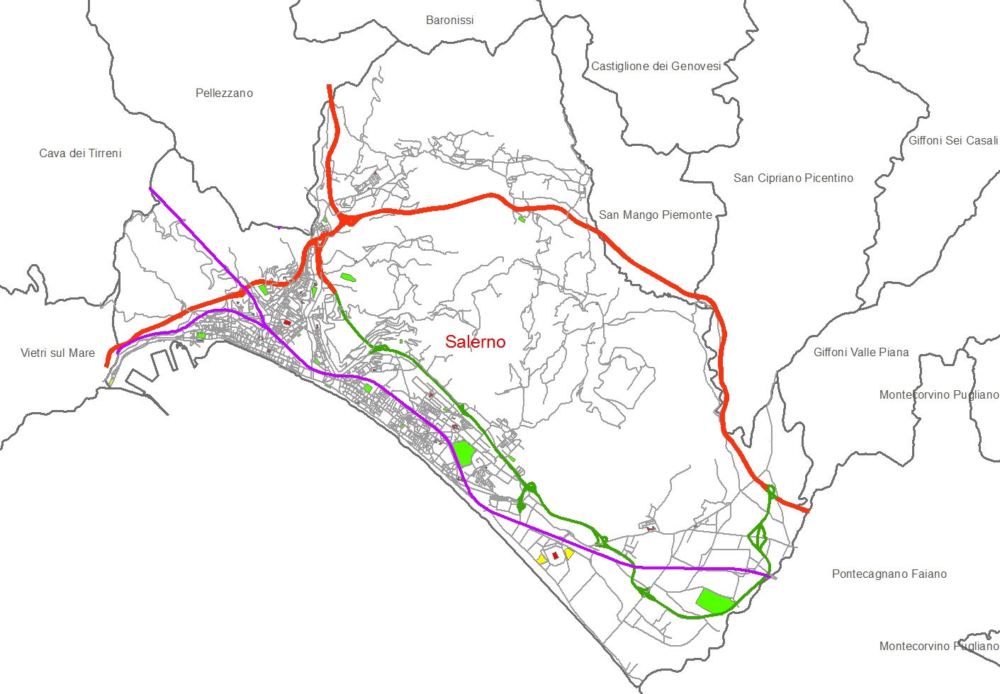 Baronissi
Castiglione dei Genovesi
Pellezzano
Giffoni Sei Casali
Cava dei Tirreni
San Cipriano Picentino
San Mango Piemonte
Salerno
Vietri sul Mare
Giffoni Valle Piana
Montecorvino Pugliano
Pontecagnano Faiano
Montecorvino Pugliano